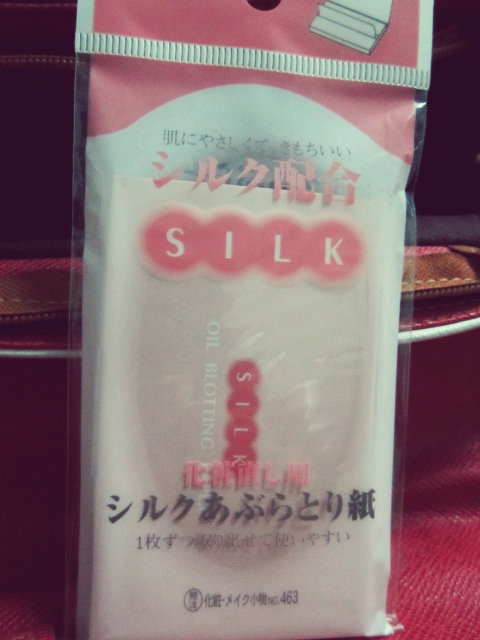 肌にやさしくて、きもちいい
シルク配合
SILK
OIL BLOTTING
SILK
化粧直し用
シルクあぶらとり紙
1枚ずつ取り出せて使いやすい
発注 化粧・メイク小物NO.463